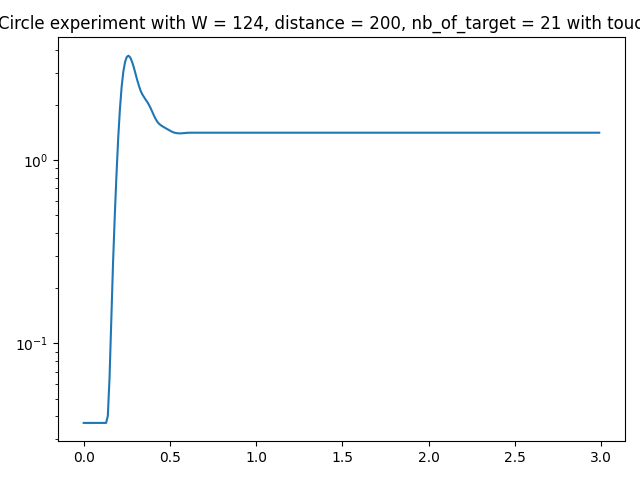 Circle experiment with W = 124, distance = 200, nb_of_target = 21 with touc
10⁰
10⁻¹
0.0 0.5 1.0 1.5 2.0 2.5 3.0